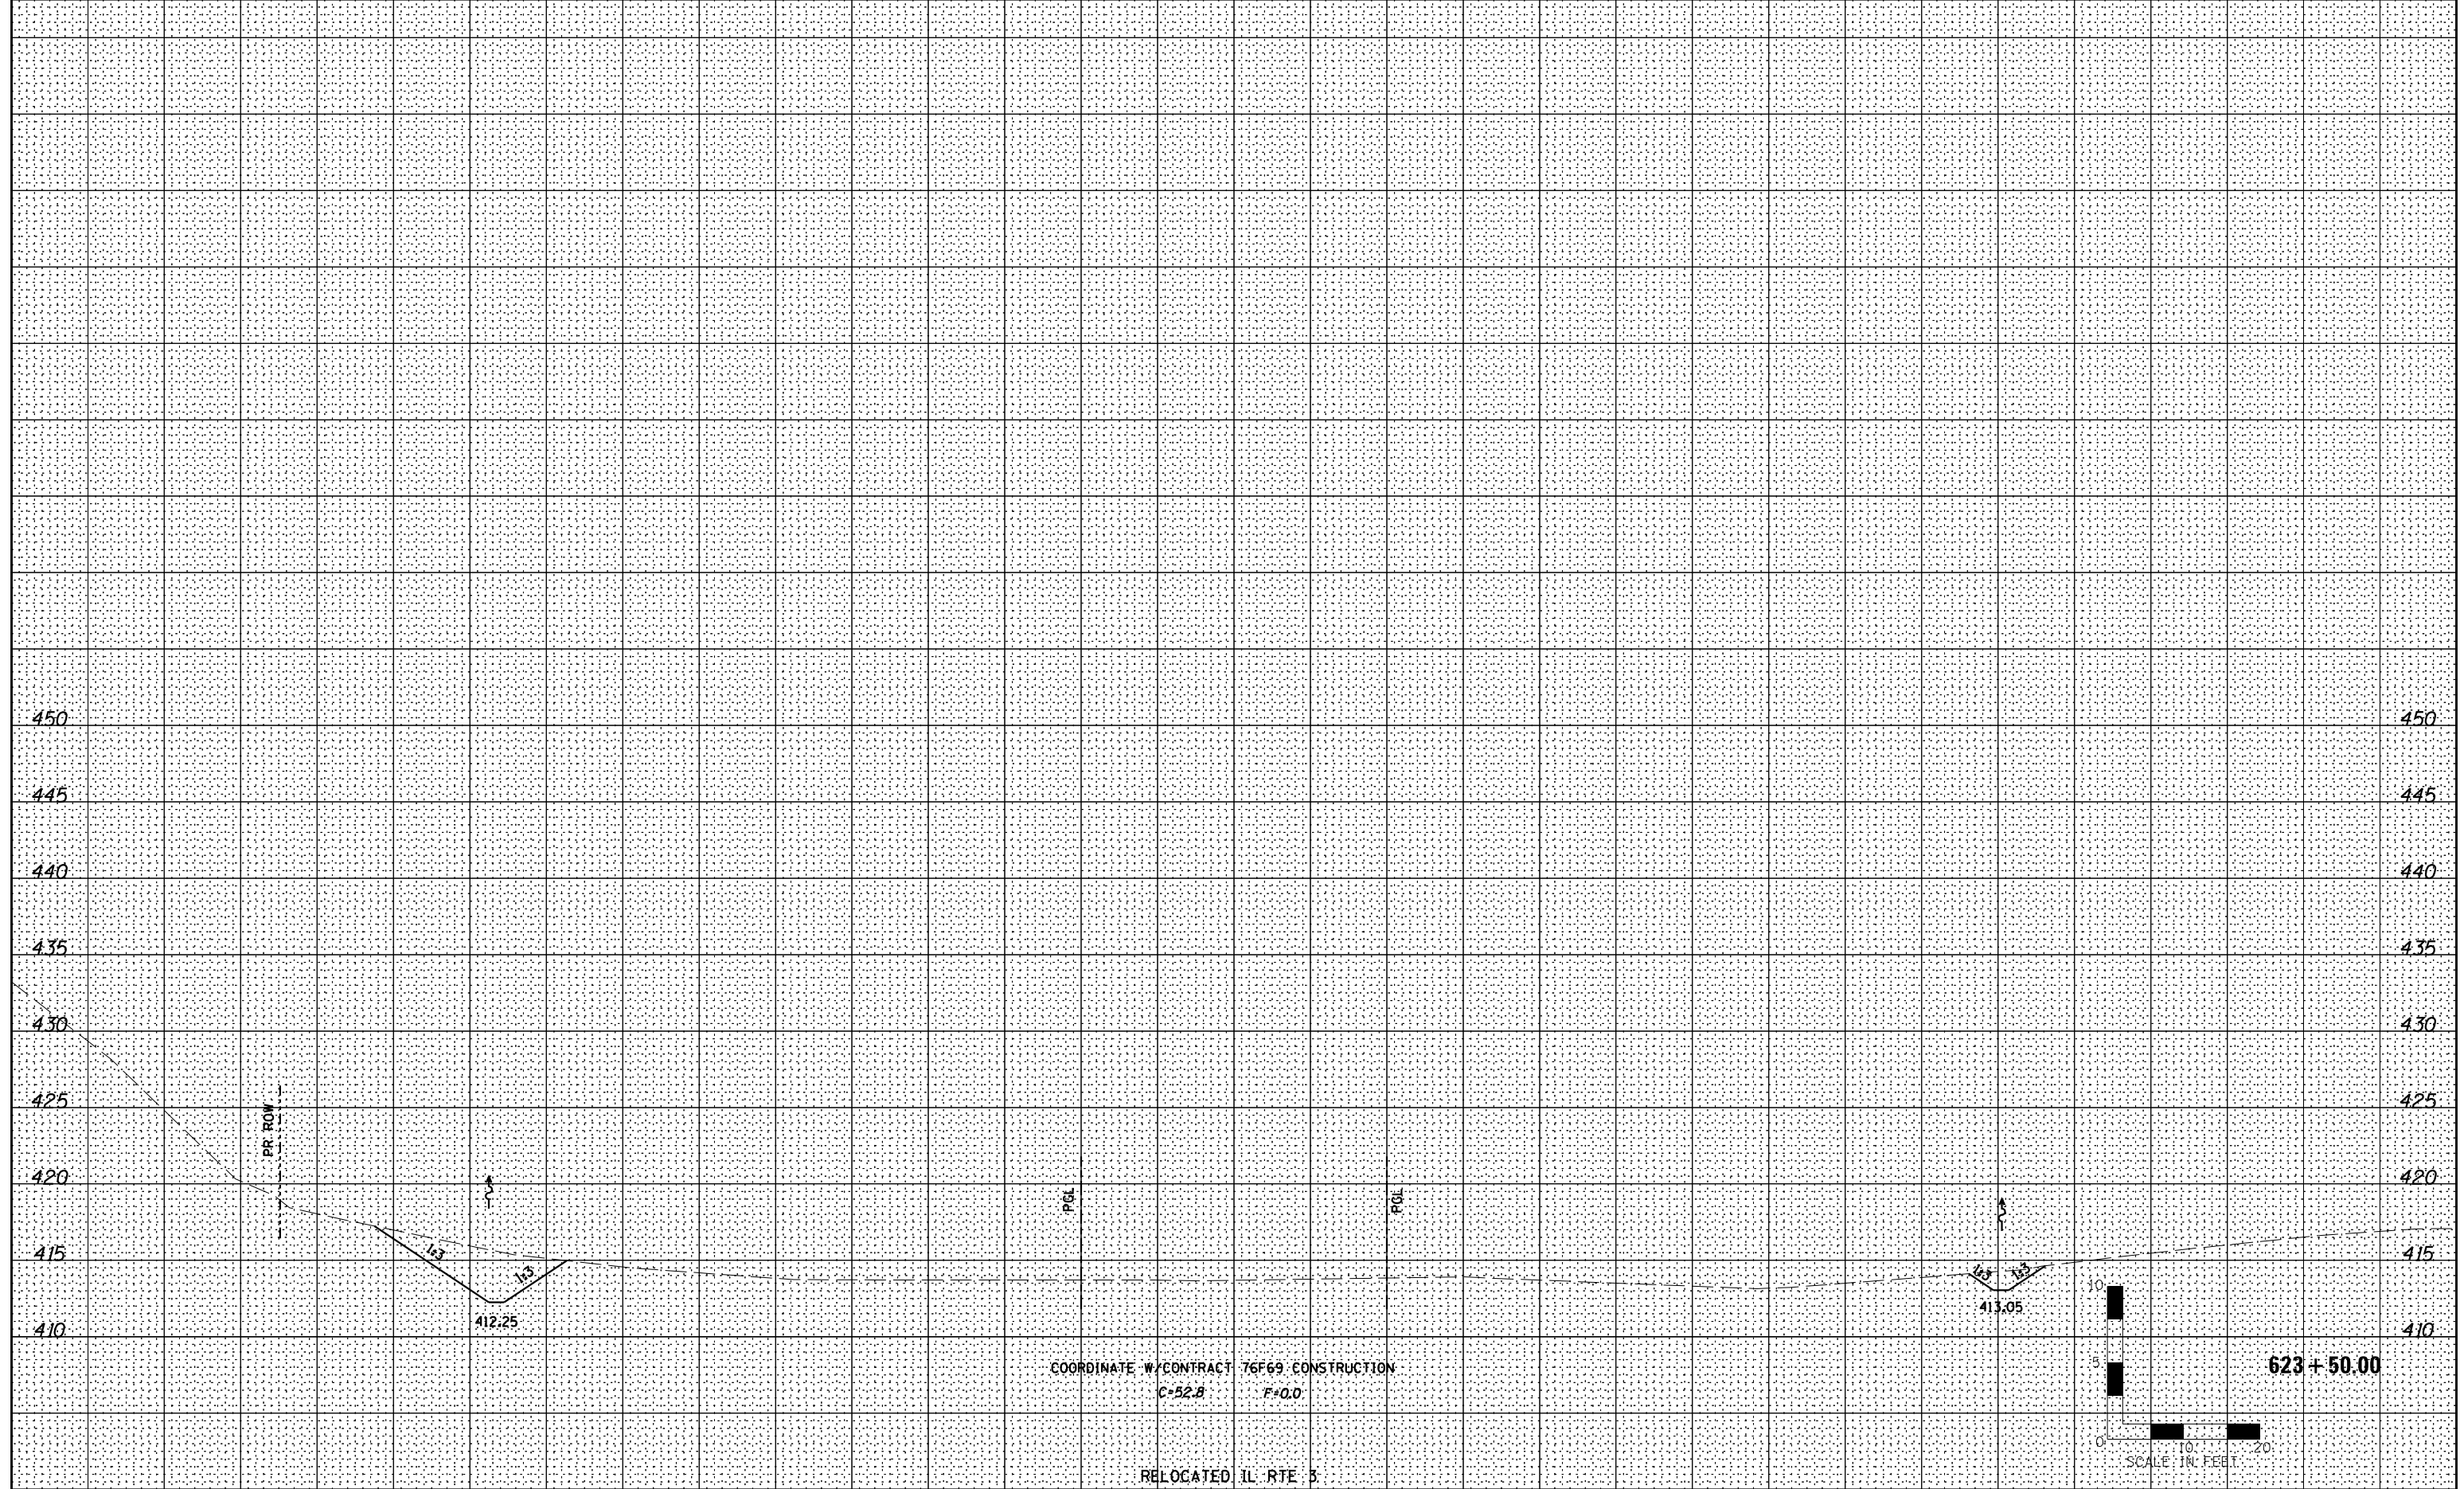 450 450
445 445
440 440
435 435
430 430
425 425
PR ROW
420 420
PGL PGL
415 415
1:3 1:3 1:3 1:3
412.25 413.05
410 410
10
5
0
10 20
SCALE IN FEET
COORDINATE W/CONTRACT 76F69 CONSTRUCTION
C=52.8 F=0.0
623+50.00
RELOCATED IL RTE 3